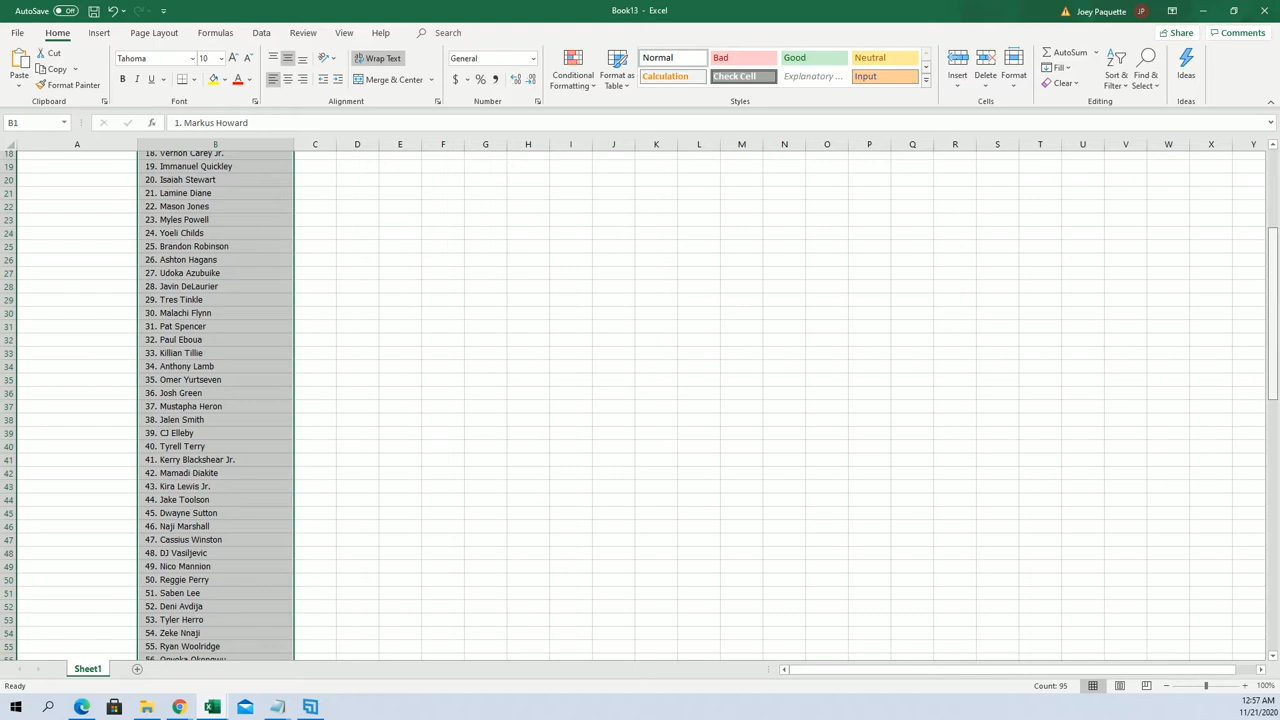 AutoSave Off
Book13 - Excel
Joey Paquette JP
File Home Insert Page Layout Formulas Data Review View Help Search Share Comments
Paste Cut Copy Format Painter Clipboard
Tahoma 10 A A B I U A Font
Wrap Text Merge & Center Alignment
General $ % Number
Conditional Formatting Format as Table
Normal Bad Good Neutral
Calculation Check Cell Explanatory ... Input
Styles
Insert Delete Format Cells
AutoSum Fill Clear Sort & Filter Find & Select Editing
Ideas Ideas
B1 fx 1. Markus Howard
A B C D E F G H I J K L M N O P Q R S T U V W X Y
18 18. Vernon Carey Jr.
19 19. Immanuel Quickley
20 20. Isaiah Stewart
21 21. Lamine Diane
22 22. Mason Jones
23 23. Myles Powell
24 24. Yoeli Childs
25 25. Brandon Robinson
26 26. Ashton Hagans
27 27. Udoka Azubuike
28 28. Javin DeLaurier
29 29. Tres Tinkle
30 30. Malachi Flynn
31 31. Pat Spencer
32 32. Paul Eboua
33 33. Killian Tillie
34 34. Anthony Lamb
35 35. Omer Yurtseven
36 36. Josh Green
37 37. Mustapha Heron
38 38. Jalen Smith
39 39. CJ Elleby
40 40. Tyrell Terry
41 41. Kerry Blackshear Jr.
42 42. Mamadi Diakite
43 43. Kira Lewis Jr.
44 44. Jake Toolson
45 45. Dwayne Sutton
46 46. Naji Marshall
47 47. Cassius Winston
48 48. DJ Vasiljevic
49 49. Nico Mannion
50 50. Reggie Perry
51 51. Saben Lee
52 52. Deni Avdija
53 53. Tyler Herro
54 54. Zeke Nnaji
55 55. Ryan Woolridge
56 56. Onyeka Okongwu
Sheet1
Ready Count: 95 100%
12:57 AM
11/21/2020